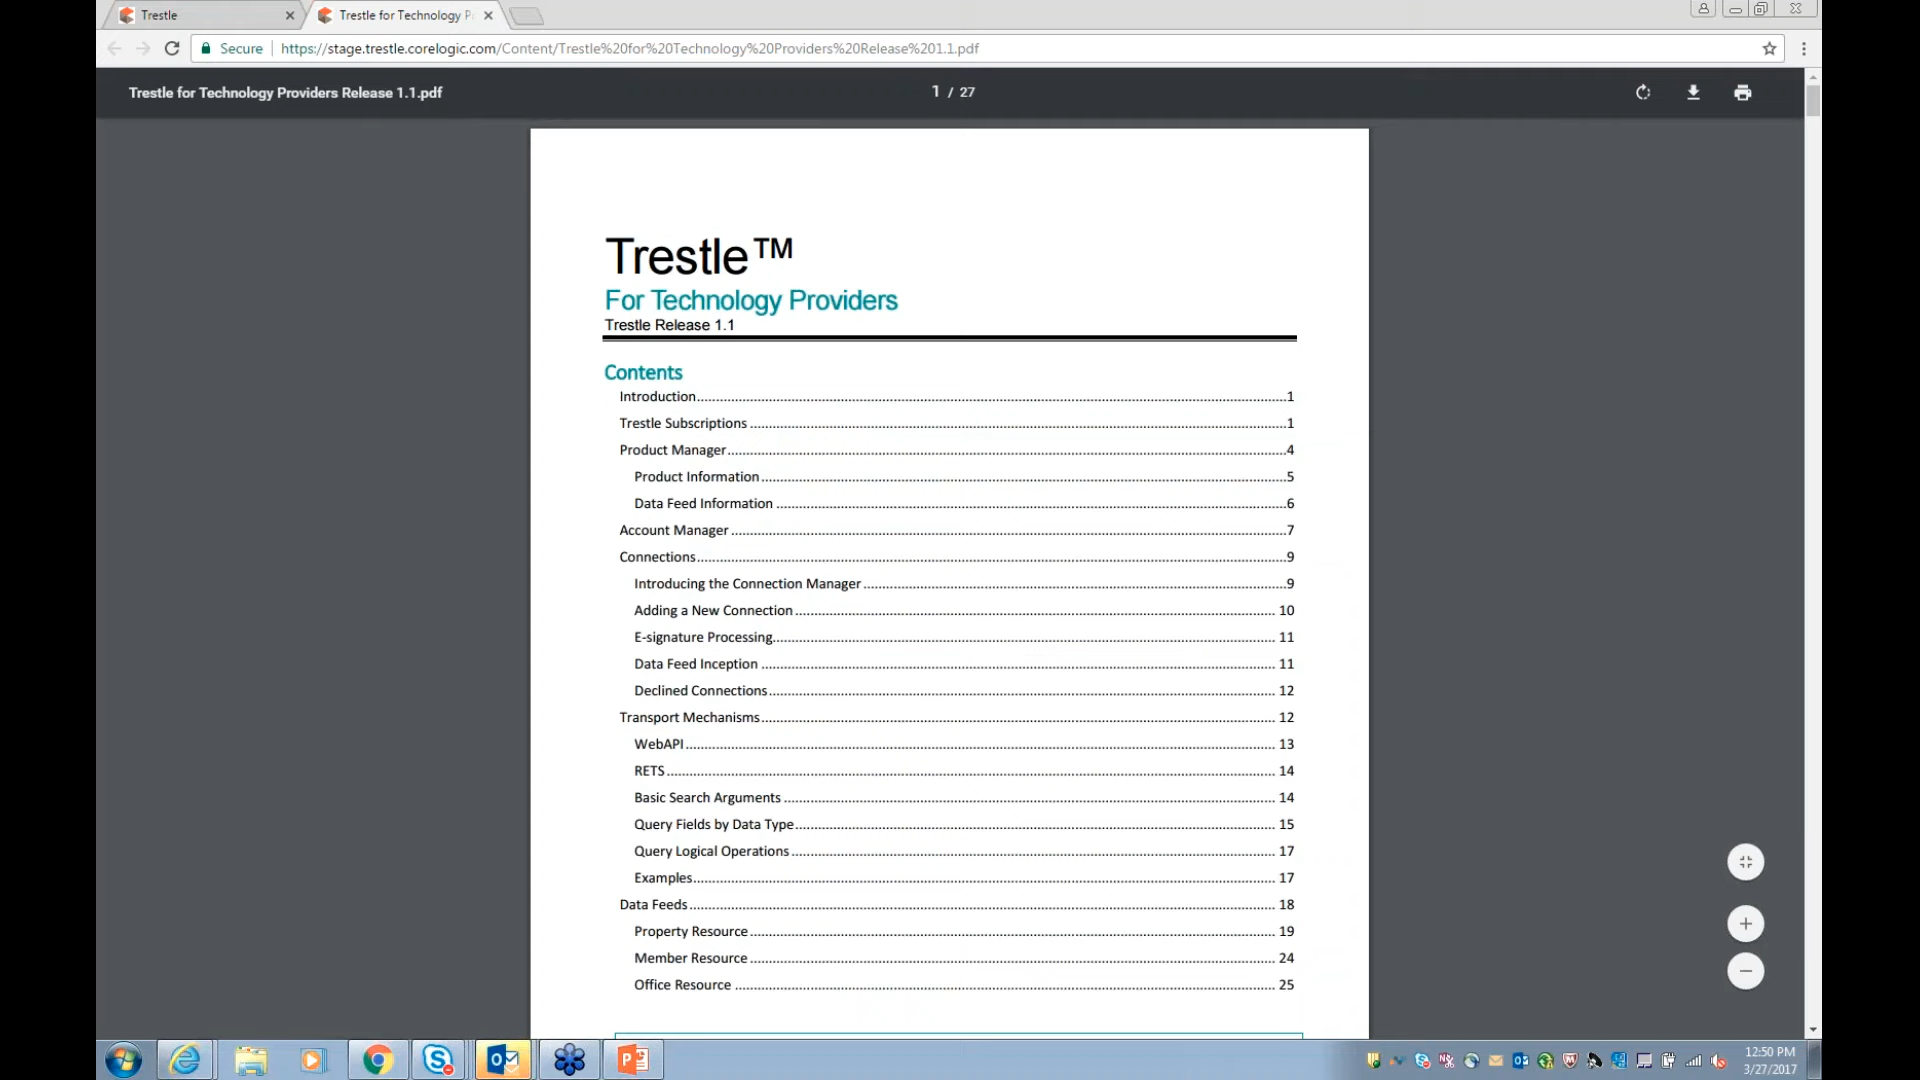 Trestle
Trestle for Technology P
Secure
https://stage.trestle.corelogic.com/Content/Trestle%20for%20Technology%20Providers%20Release%201.1.pdf
Trestle for Technology Providers Release 1.1.pdf
1 / 27
Trestle™
For Technology Providers
Trestle Release 1.1
Contents
Introduction 1
Trestle Subscriptions 1
Product Manager 4
Product Information 5
Data Feed Information 6
Account Manager 7
Connections 9
Introducing the Connection Manager 9
Adding a New Connection 10
E-signature Processing 11
Data Feed Inception 11
Declined Connections 12
Transport Mechanisms 12
WebAPI 13
RETS 14
Basic Search Arguments 14
Query Fields by Data Type 15
Query Logical Operations 17
Examples 17
Data Feeds 18
Property Resource 19
Member Resource 24
Office Resource 25
12:50 PM
3/27/2017